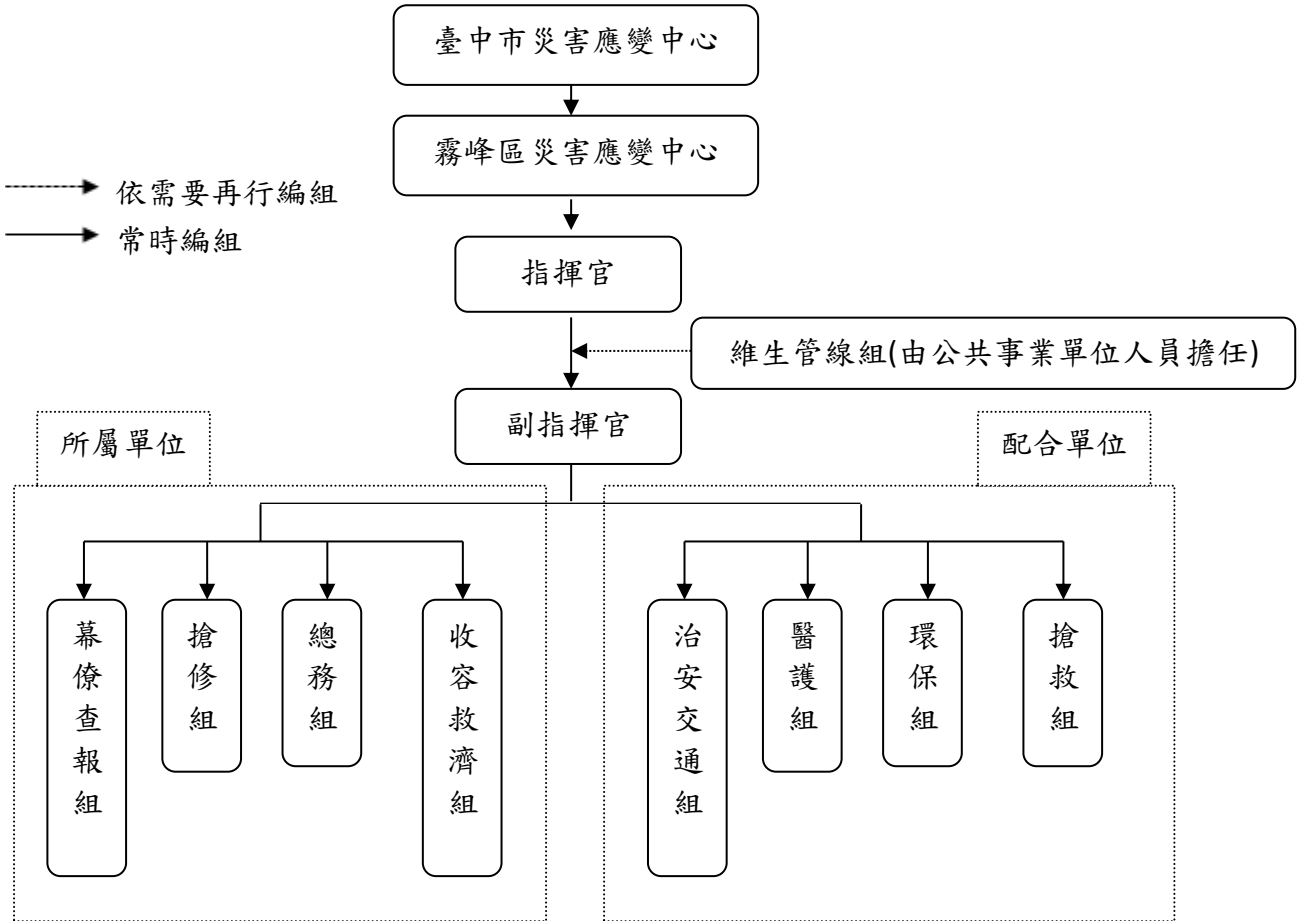 臺中市災害應變中心
霧峰區災害應變中心
依需要再行編組
常時編組
指揮官
維生管線組(由公共事業單位人員擔任)
副指揮官
所屬單位
配合單位
幕僚查報組
搶修組
總務組
收容救濟組
治安交通組
醫護組
環保組
搶救組